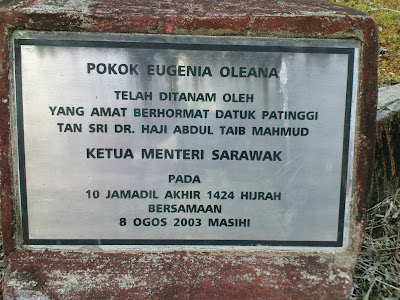 POKOK EUGENIA OLEANA
TELAH DITANAM OLEH
YANG AMAT BERHORMAT DATUK PATINGGI
TAN SRI DR. HAJI ABDUL TAIB MAHMUD
KETUA MENTERI SARAWAK
PADA
10 JAMADIL AKHIR 1424 HIJRAH
BERSAMAAN
8 OGOS 2003 MASIHI